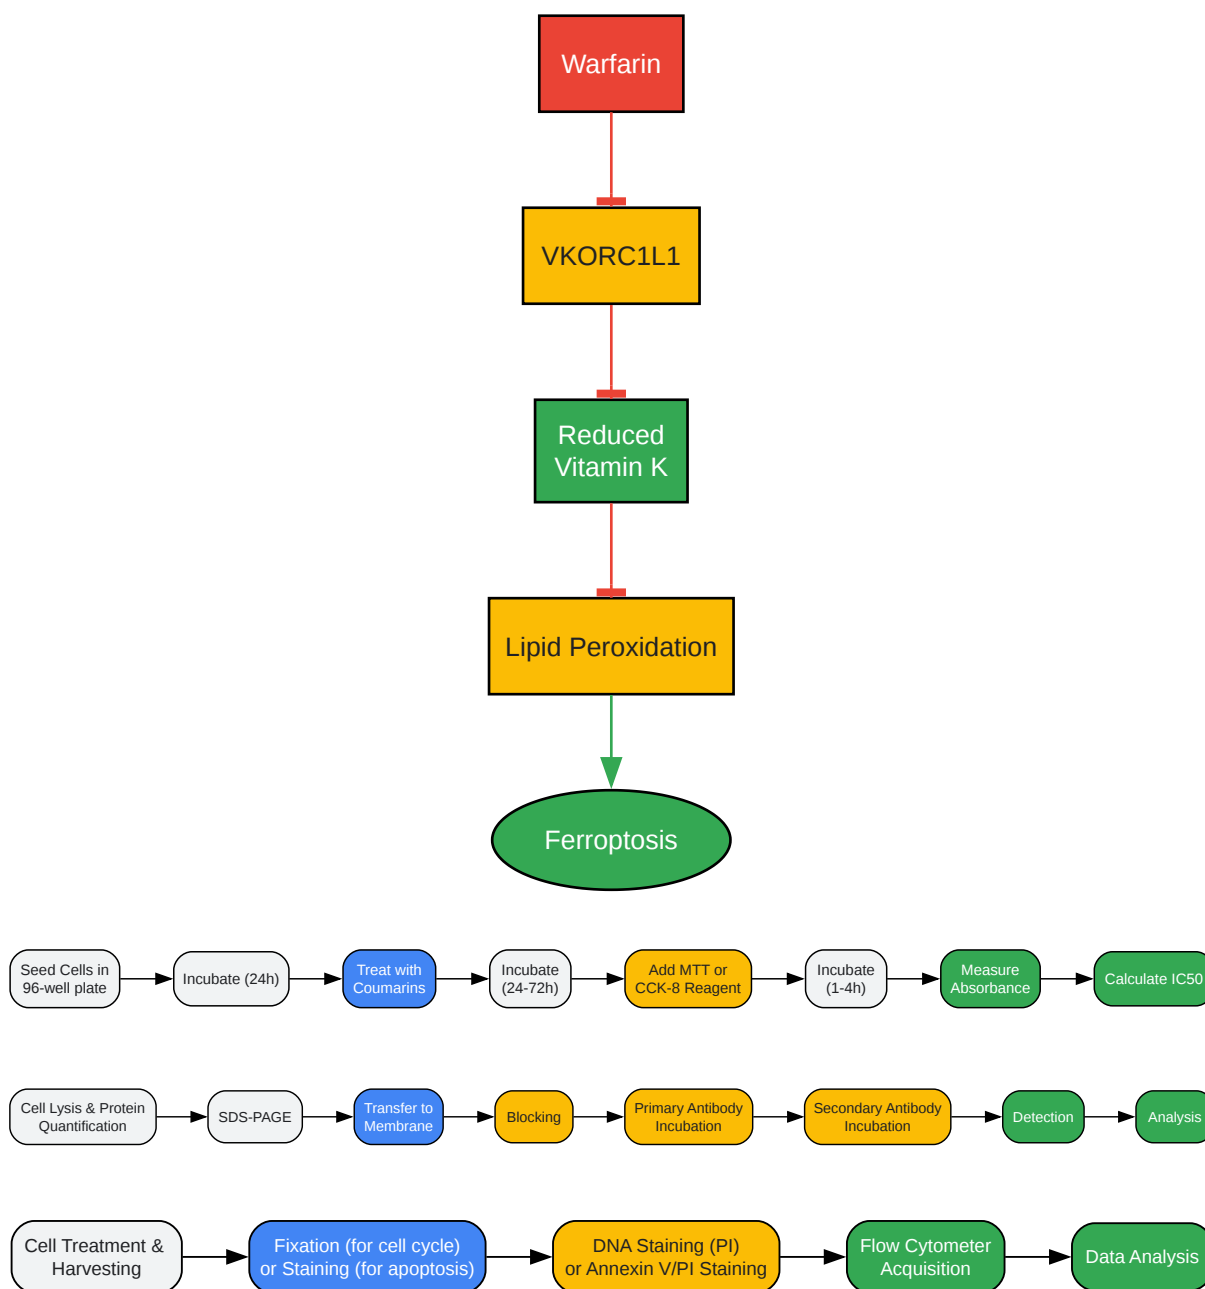 Warfarin
VKORC1L1
Reduced
Vitamin K
Lipid Peroxidation
Ferroptosis
Seed Cells in
96-well plate
Incubate (24h)
Treat with
Coumarins
Incubate
(24-72h)
Add MTT or
CCK-8 Reagent
Incubate
(1-4h)
Measure
Absorbance
Calculate IC50
Cell Lysis & Protein
Quantification
SDS-PAGE
Transfer to
Membrane
Blocking
Primary Antibody
Incubation
Secondary Antibody
Incubation
Detection
Analysis
Cell Treatment &
Harvesting
Fixation (for cell cycle)
or Staining (for apoptosis)
DNA Staining (PI)
or Annexin V/PI Staining
Flow Cytometer
Acquisition
Data Analysis